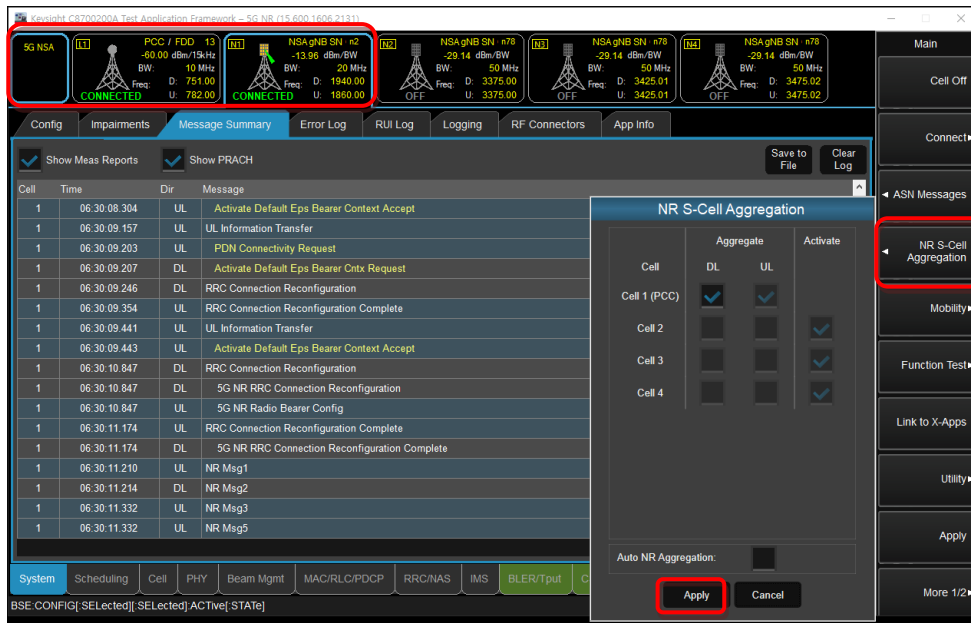 Keysight C8700200A Test Application Framework – 5G NR (15.600.1606.2131)
5G NSA
L1 PCC / FDD 13
-60.00 dBm/15kHz
BW: 10 MHz
Freq: D: 751.00
U: 782.00
CONNECTED
N1 NSA gNB SN : n2
-13.96 dBm/BW
BW: 20 MHz
Freq: D: 1940.00
U: 1860.00
CONNECTED
N2 NSA gNB SN : n78
-29.14 dBm/BW
BW: 50 MHz
Freq: D: 3375.00
U: 3375.00
OFF
N3 NSA gNB SN : n78
-29.14 dBm/BW
BW: 50 MHz
Freq: D: 3425.01
U: 3425.01
OFF
N4 NSA gNB SN : n78
-29.14 dBm/BW
BW: 50 MHz
Freq: D: 3475.02
U: 3475.02
OFF
Config Impairments Message Summary Error Log RUI Log Logging RF Connectors App Info
Show Meas Reports Show PRACH Save to File Clear Log
Cell Time Dir Message
1 06:30:08.304 UL Activate Default Eps Bearer Context Accept
1 06:30:09.157 UL UL Information Transfer
1 06:30:09.203 UL PDN Connectivity Request
1 06:30:09.207 DL Activate Default Eps Bearer Cntx Request
1 06:30:09.246 DL RRC Connection Reconfiguration
1 06:30:09.354 UL RRC Connection Reconfiguration Complete
1 06:30:09.441 UL UL Information Transfer
1 06:30:09.443 UL Activate Default Eps Bearer Context Accept
1 06:30:10.847 DL RRC Connection Reconfiguration
1 06:30:10.847 DL 5G NR RRC Connection Reconfiguration
1 06:30:10.847 UL 5G NR Radio Bearer Config
1 06:30:11.174 UL RRC Connection Reconfiguration Complete
1 06:30:11.174 DL 5G NR RRC Connection Reconfiguration Complete
1 06:30:11.210 UL NR Msg1
1 06:30:11.214 DL NR Msg2
1 06:30:11.332 UL NR Msg3
1 06:30:11.332 UL NR Msg5
NR S-Cell Aggregation
Aggregate Activate
Cell DL UL
Cell 1 (PCC)
Cell 2
Cell 3
Cell 4
Auto NR Aggregation:
Apply Cancel
System Scheduling Cell PHY Beam Mgmt MAC/RLC/PDCP RRC/NAS IMS BLER/Tput C
BSE:CONFIG[:SELected][:SELected]:ACTive[:STATe]
Main
Cell Off
Connect
ASN Messages
NR S-Cell
Aggregation
Mobility
Function Test
Link to X-Apps
Utility
Apply
More 1/2